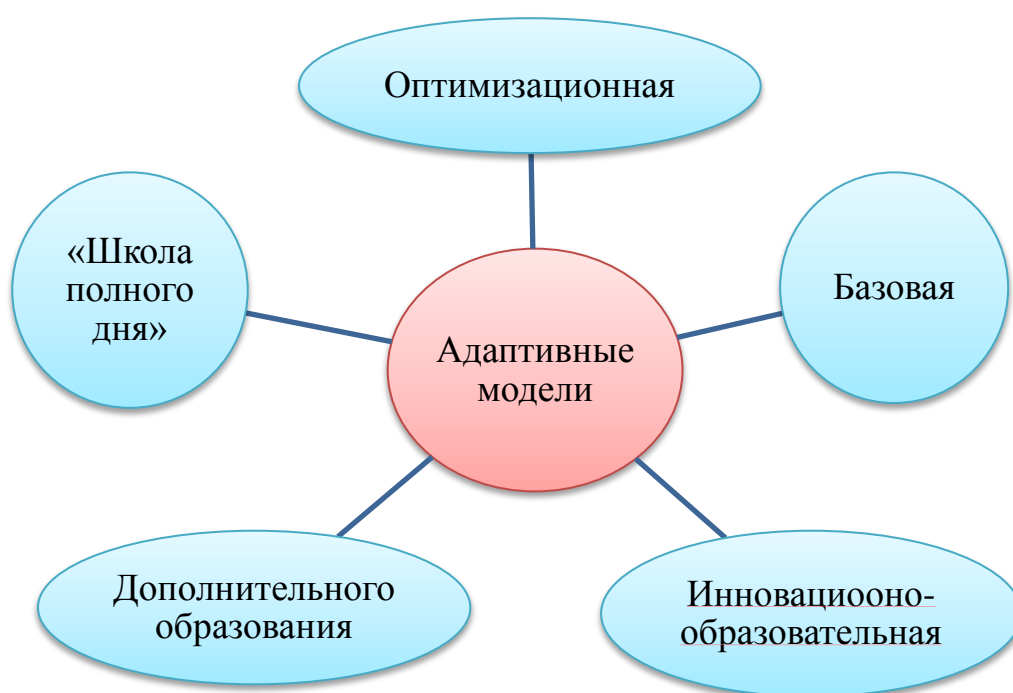 Оптимизационная
«Школа
полного
дня»
Базовая
Адаптивные
модели
Дополнительного
образования
Инновациооно-
образовательная